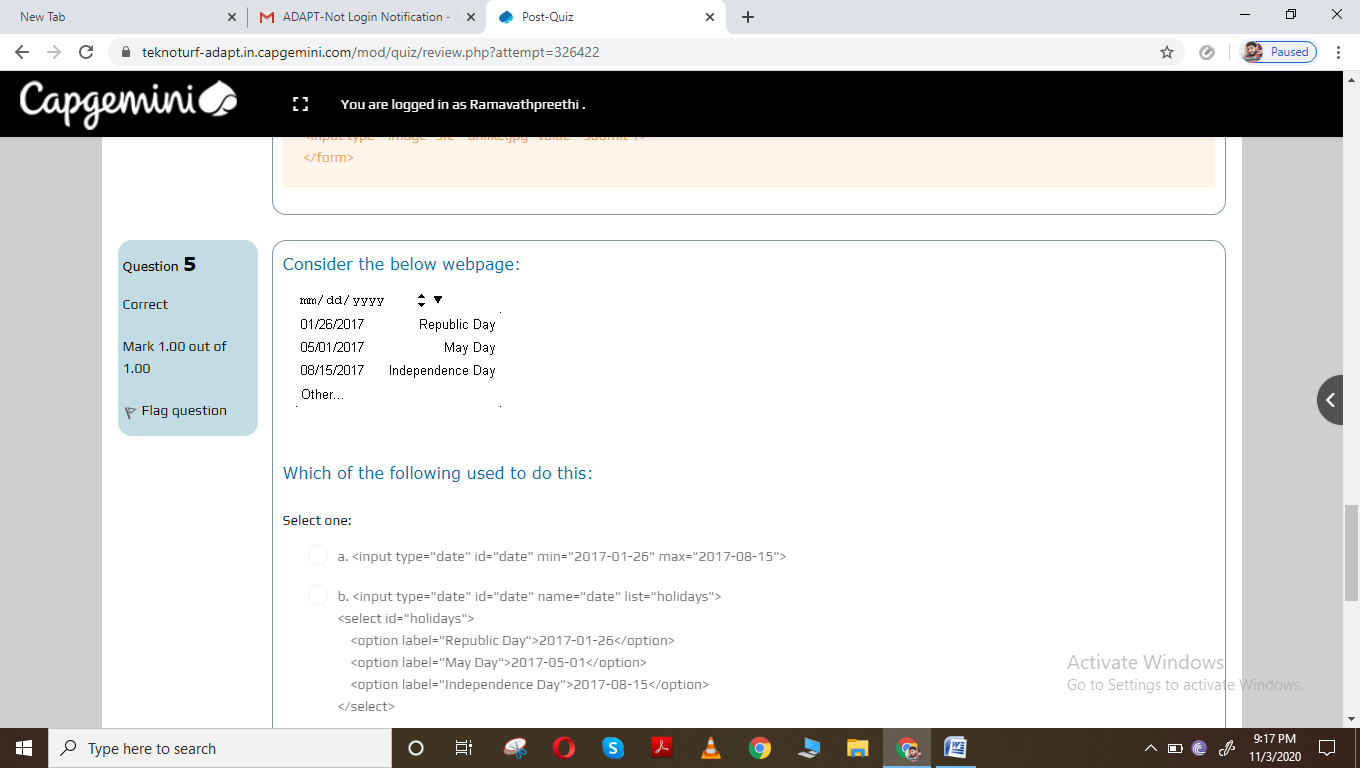 New Tab
ADAPT-Not Login Notification -
Post-Quiz
teknoturf-adapt.in.capgemini.com/mod/quiz/review.php?attempt=326422
Paused
Capgemini
You are logged in as Ramavathpreethi .
</form>
Question 5
Correct
Mark 1.00 out of
1.00
Flag question
Consider the below webpage:
mm/dd/yyyy
01/26/2017 Republic Day
05/01/2017 May Day
08/15/2017 Independence Day
Other...
Which of the following used to do this:
Select one:
a. <input type="date" id="date" min="2017-01-26" max="2017-08-15">
b. <input type="date" id="date" name="date" list="holidays">
<select id="holidays">
<option label="Republic Day">2017-01-26</option>
<option label="May Day">2017-05-01</option>
<option label="Independence Day">2017-08-15</option>
</select>
Activate Windows
Go to Settings to activate Windows.
Type here to search
9:17 PM
11/3/2020